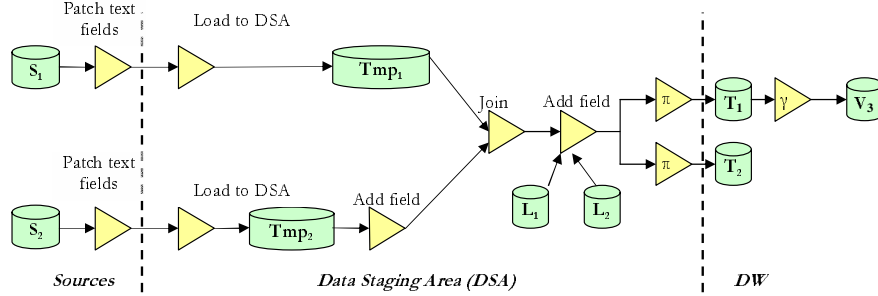 Patch text
fields
Load to DSA
S1
Tmp1
Join
Add field
π
T1
γ
V3
Patch text
fields
Load to DSA
Add field
π
T2
L1
L2
S2
Tmp2
Sources
Data Staging Area (DSA)
DW